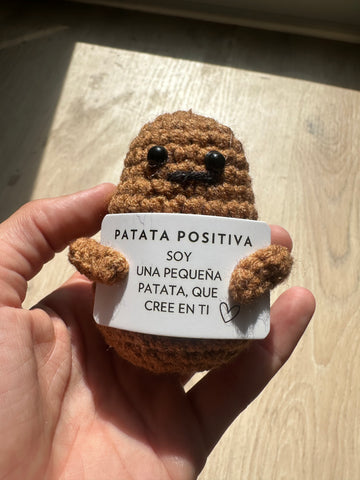 PATATA POSITIVA
SOY
UNA PEQUEÑA
PATATA, QUE
CREE EN TI